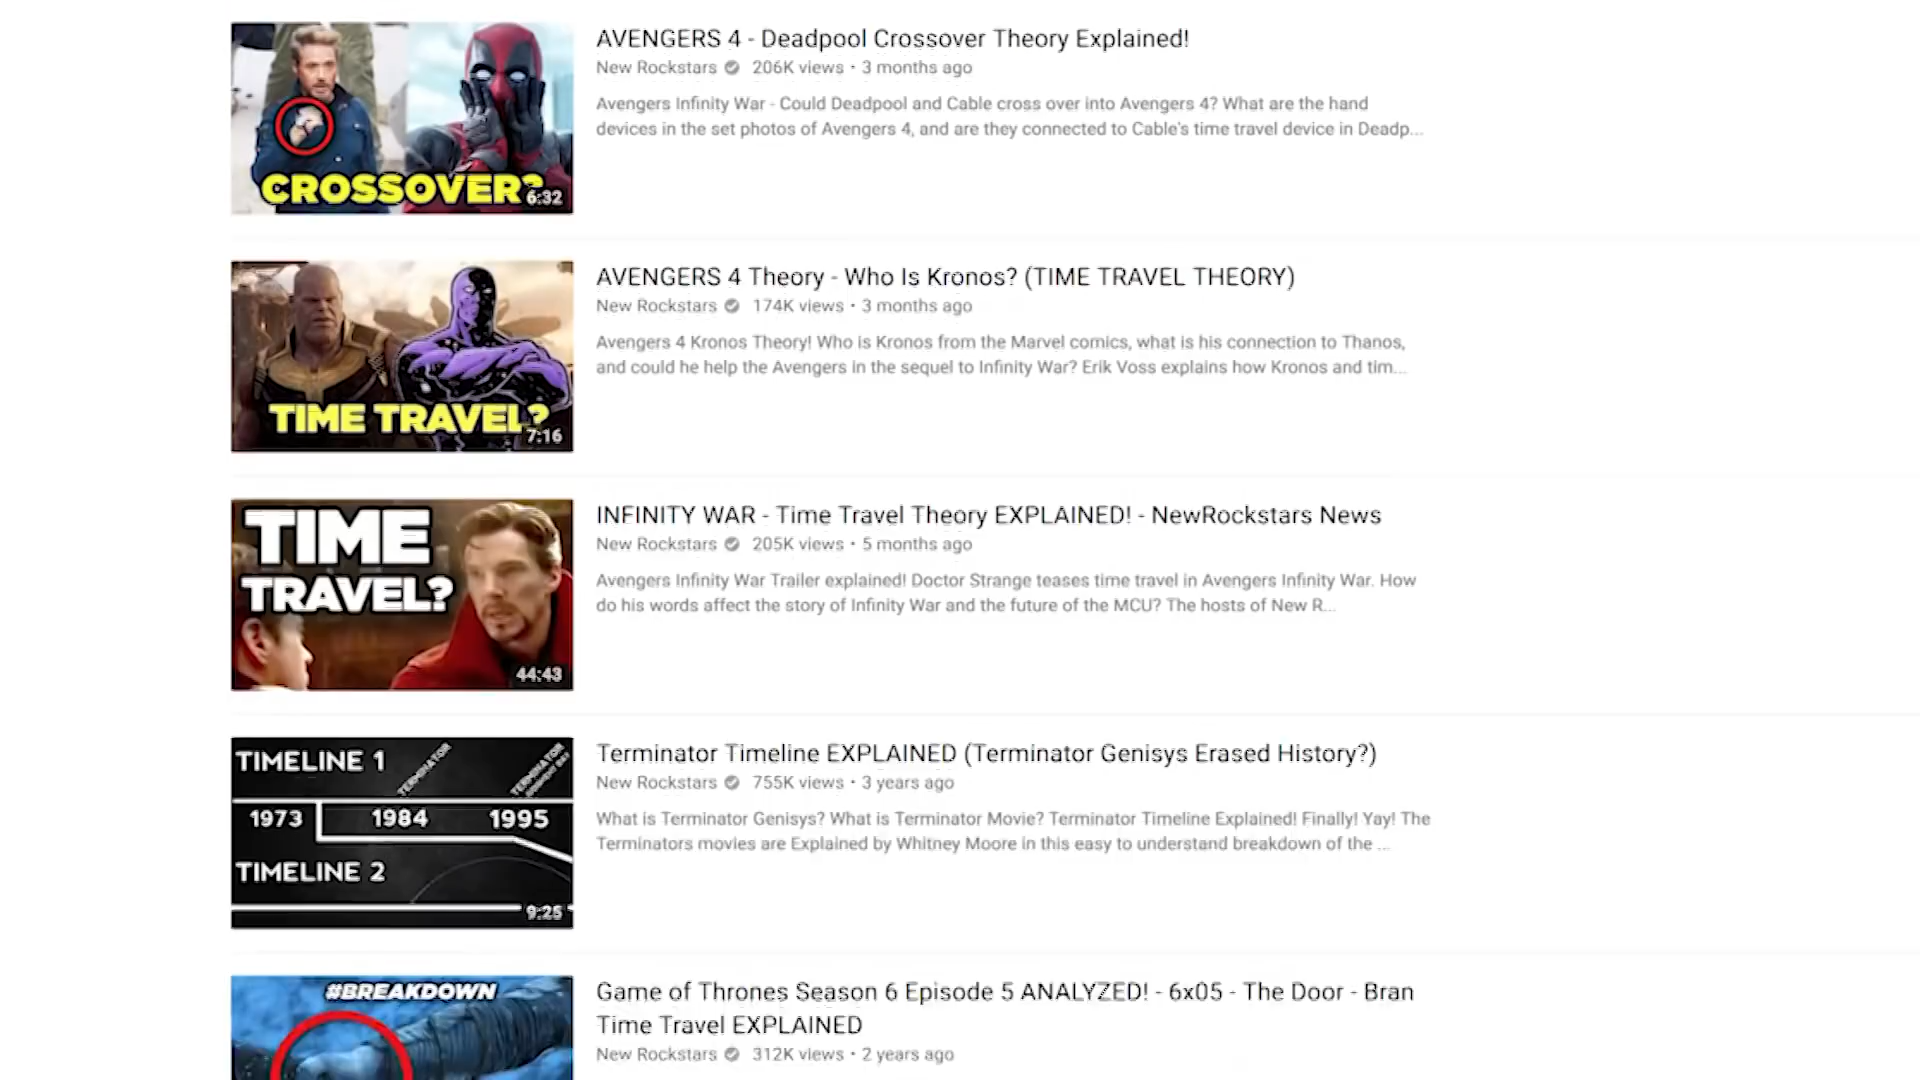 AVENGERS 4 - Deadpool Crossover Theory Explained!
New Rockstars 206K views • 3 months ago
Avengers Infinity War - Could Deadpool and Cable cross over into Avengers 4? What are the hand
devices in the set photos of Avengers 4, and are they connected to Cable's time travel device in Deadp...
CROSSOVER?
6:32
AVENGERS 4 Theory - Who Is Kronos? (TIME TRAVEL THEORY)
New Rockstars 174K views • 3 months ago
Avengers 4 Kronos Theory! Who is Kronos from the Marvel comics, what is his connection to Thanos,
and could he help the Avengers in the sequel to Infinity War? Erik Voss explains how Kronos and tim...
TIME TRAVEL?
7:16
INFINITY WAR - Time Travel Theory EXPLAINED! - NewRockstars News
New Rockstars 205K views • 5 months ago
Avengers Infinity War Trailer explained! Doctor Strange teases time travel in Avengers Infinity War. How
do his words affect the story of Infinity War and the future of the MCU? The hosts of New R...
TIME
TRAVEL?
44:43
Terminator Timeline EXPLAINED (Terminator Genisys Erased History?)
New Rockstars 755K views • 3 years ago
What is Terminator Genisys? What is Terminator Movie? Terminator Timeline Explained! Finally! Yay! The
Terminators movies are Explained by Whitney Moore in this easy to understand breakdown of the ...
TIMELINE 1
TERMINATOR
TERMINATOR
1973 1984 1995
TIMELINE 2
9:25
#BREAKDOWN
Game of Thrones Season 6 Episode 5 ANALYZED! - 6x05 - The Door - Bran
Time Travel EXPLAINED
New Rockstars 312K views • 2 years ago